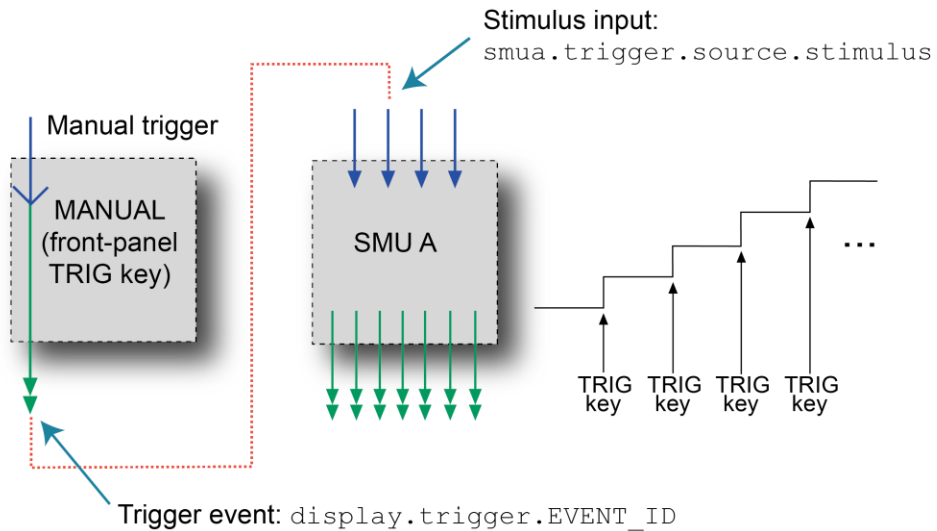 Stimulus input:
smua.trigger.source.stimulus
Manual trigger
MANUAL
(front-panel
TRIG key)
SMU A
...
TRIG
key
TRIG
key
TRIG
key
TRIG
key
Trigger event: display.trigger.EVENT_ID